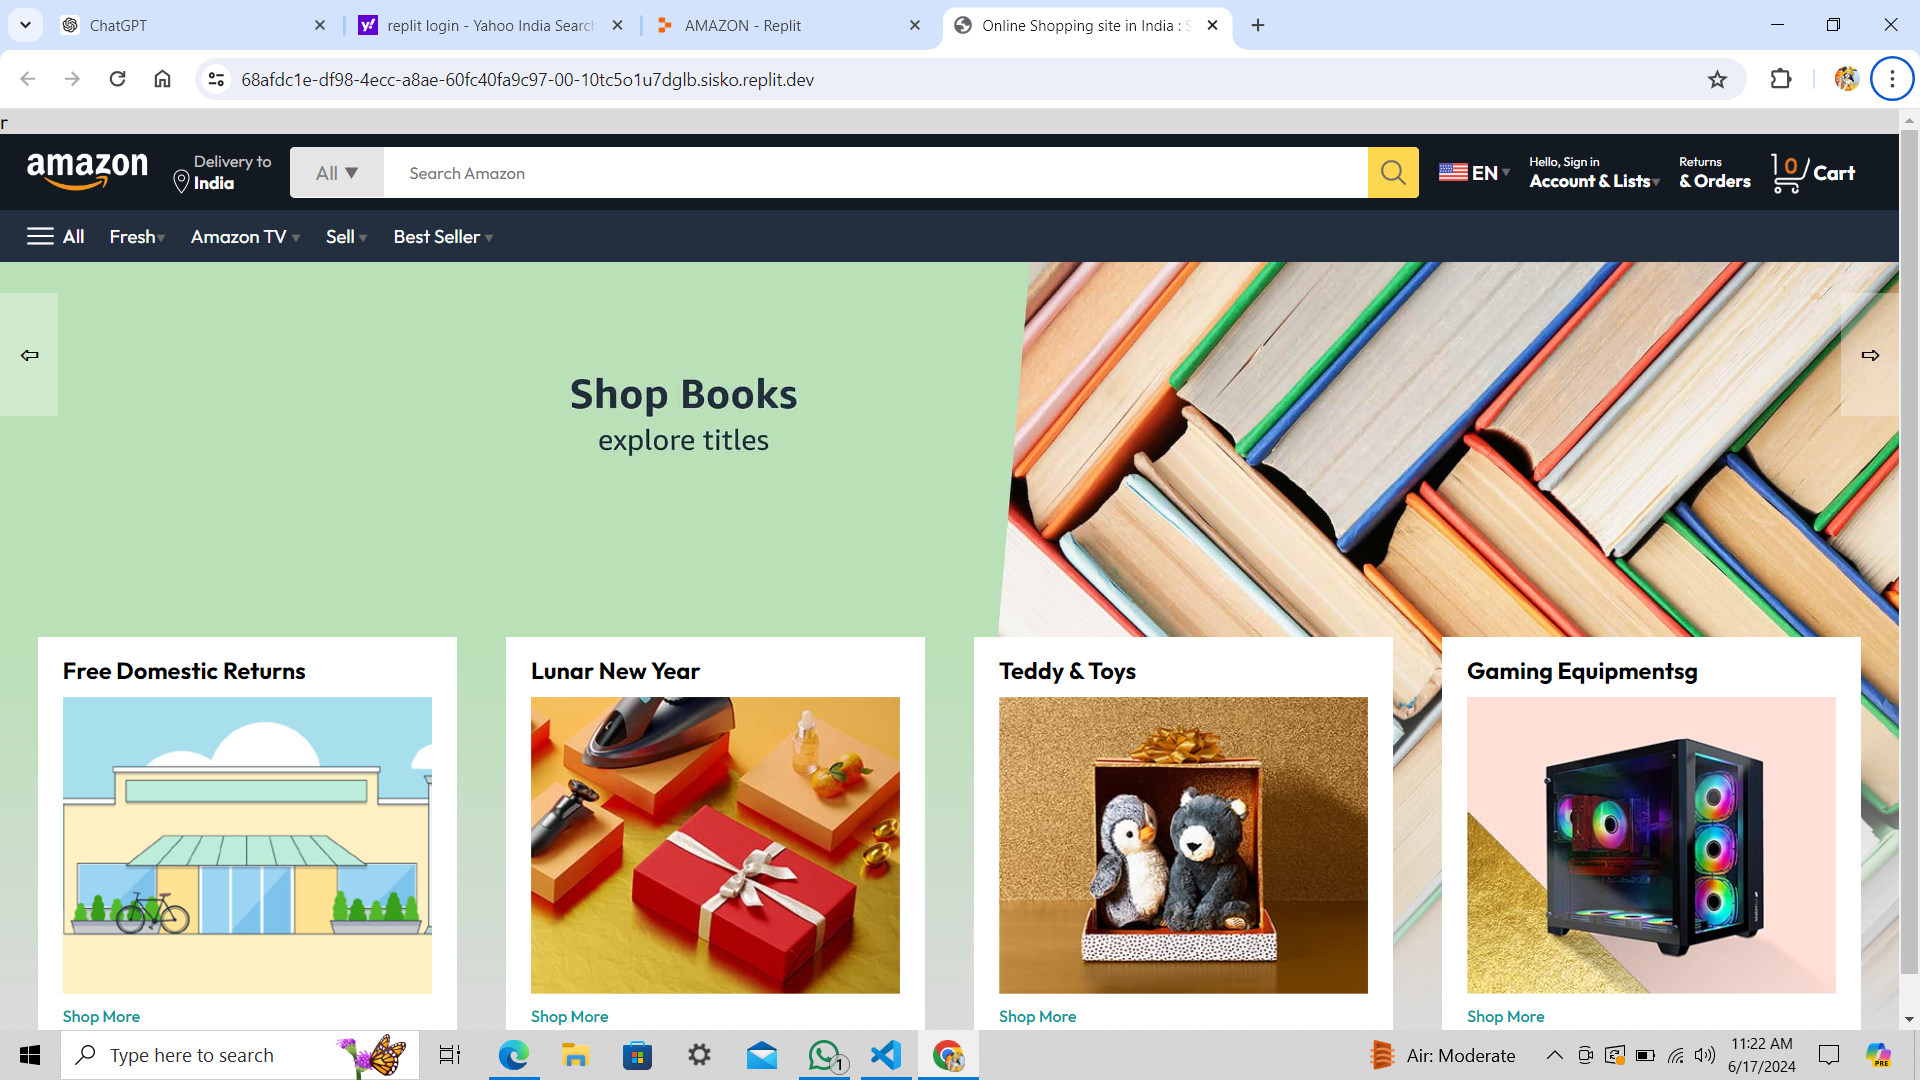 ChatGPT
replit login - Yahoo India Search
AMAZON - Replit
Online Shopping site in India : S
68afdc1e-df98-4ecc-a8ae-60fc40fa9c97-00-10tc5o1u7dglb.sisko.replit.dev
r
amazon
Delivery to
India
All ▼
Search Amazon
EN
Hello, Sign in
Account & Lists
Returns
& Orders
0
Cart
All
Fresh
Amazon TV
Sell
Best Seller
Shop Books
explore titles
Free Domestic Returns
Lunar New Year
Teddy & Toys
Gaming Equipmentsg
Shop More
Shop More
Shop More
Shop More
Type here to search
1
Air: Moderate
11:22 AM
6/17/2024
PRE